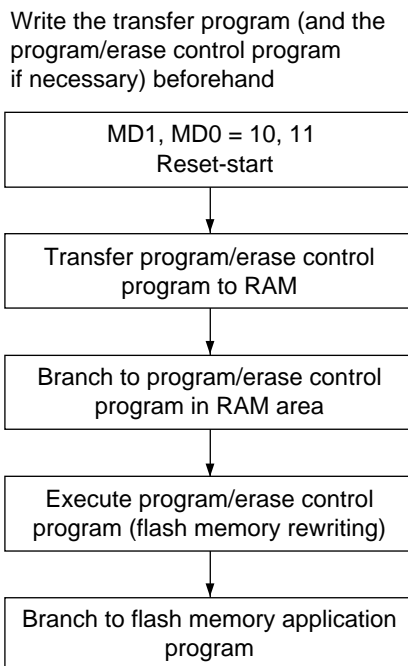 Write the transfer program (and the
program/erase control program
if necessary) beforehand
MD1, MD0 = 10, 11
Reset-start
Transfer program/erase control
program to RAM
Branch to program/erase control
program in RAM area
Execute program/erase control
program (flash memory rewriting)
Branch to flash memory application
program